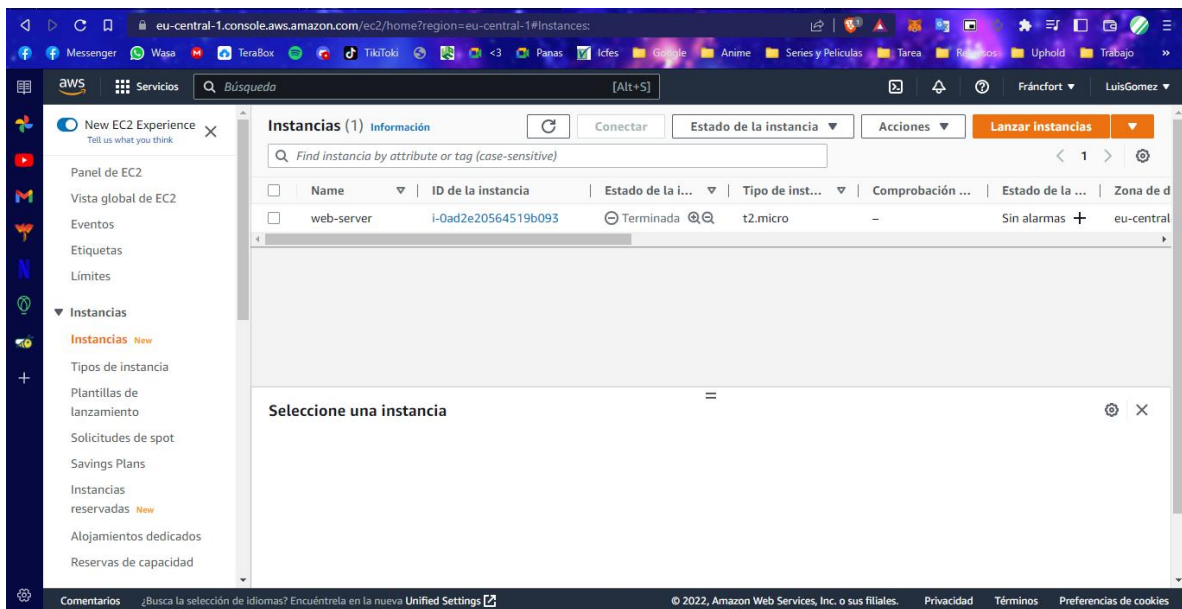 eu-central-1.console.aws.amazon.com/ec2/home?region=eu-central-1#Instances:
Messenger Wasa TeraBox TikiToki <3 Panas Icfes Google Anime Series y Peliculas Tarea Uphold Trabajo »
aws Servicios Búsqueda [Alt+S] Fráncfort ▼ LuisGomez ▼
New EC2 Experience
Tell us what you think
Panel de EC2
Vista global de EC2
Eventos
Etiquetas
Límites
▼ Instancias
Instancias New
Tipos de instancia
Plantillas de
lanzamiento
Solicitudes de spot
Savings Plans
Instancias
reservadas New
Alojamientos dedicados
Reservas de capacidad
Instancias (1) Información Conectar Estado de la instancia ▼ Acciones ▼ Lanzar instancias ▼
Find instancia by attribute or tag (case-sensitive) < 1 >
Name ID de la instancia Estado de la i... Tipo de inst... Comprobación ... Estado de la ... Zona de d
web-server i-0ad2e20564519b093 Terminada t2.micro – Sin alarmas + eu-central
Seleccione una instancia
Comentarios ¿Busca la selección de idiomas? Encuéntrela en la nueva Unified Settings © 2022, Amazon Web Services, Inc. o sus filiales. Privacidad Términos Preferencias de cookies